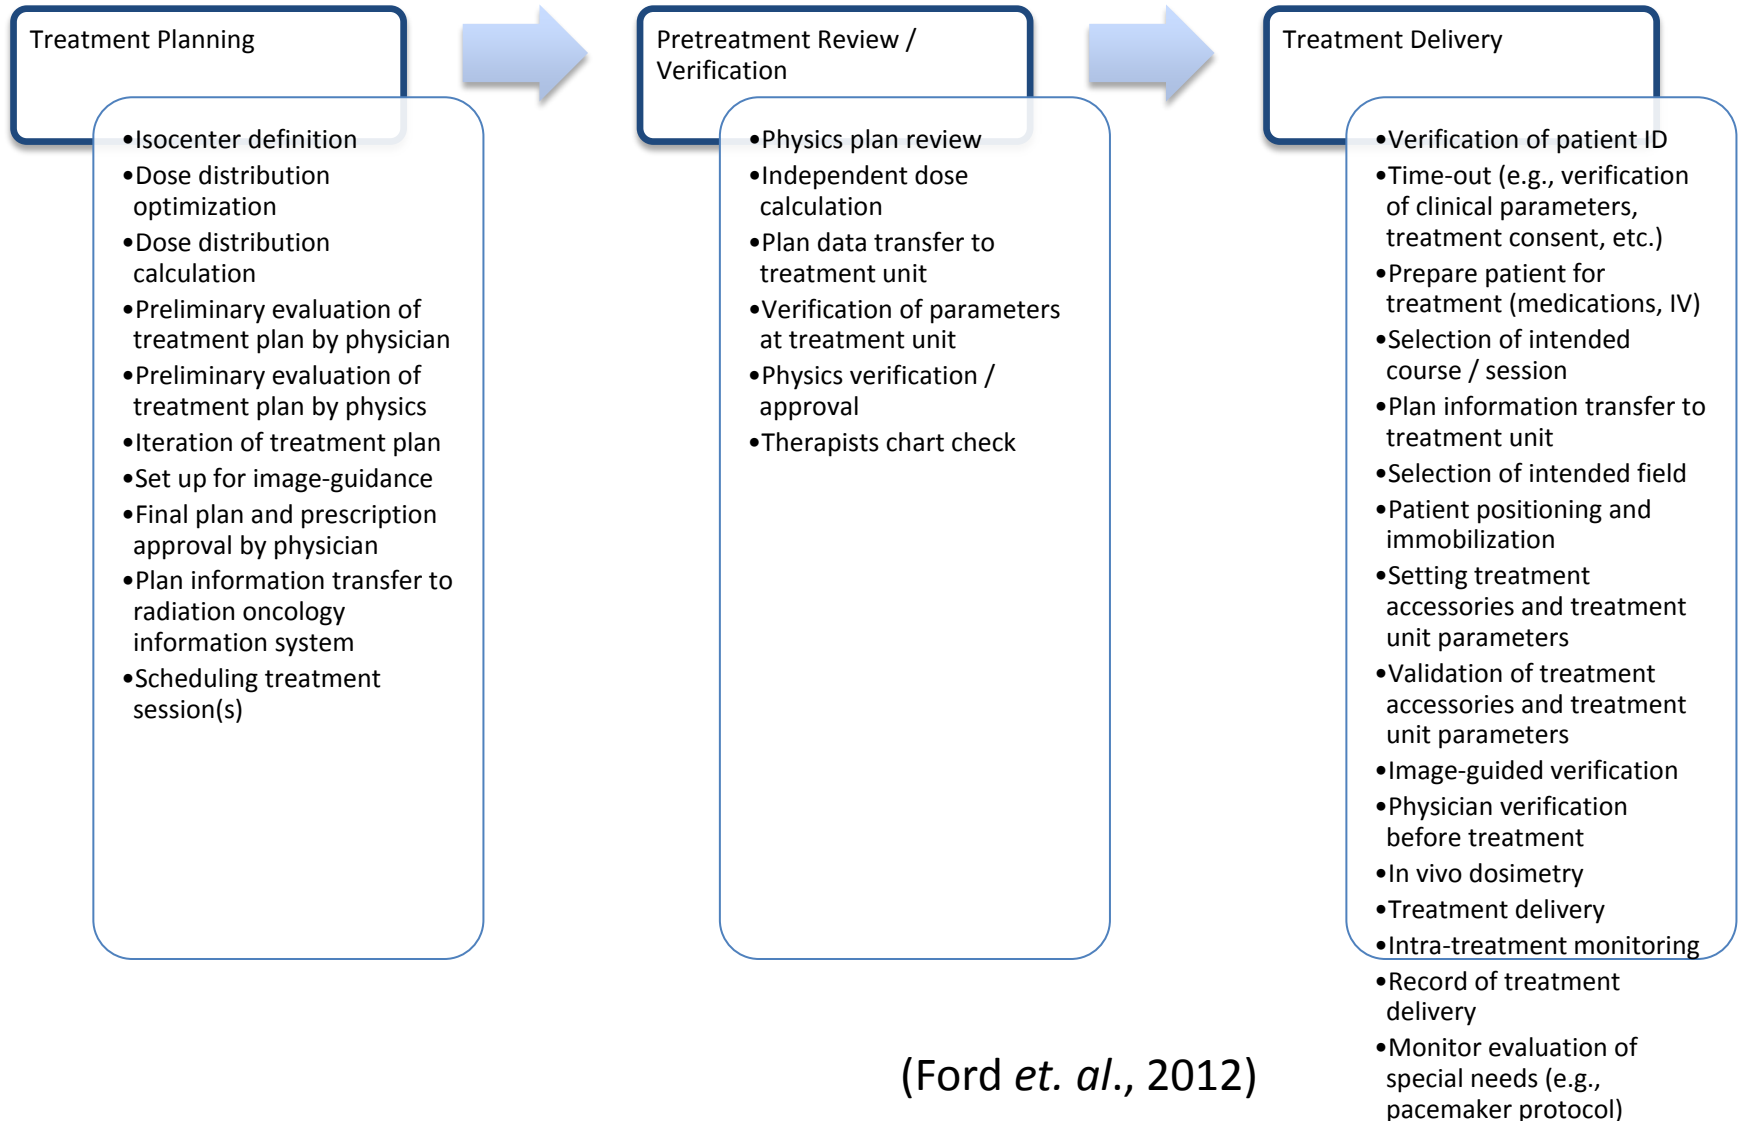 Treatment Planning
•Isocenter definition
•Dose distribution
optimization
•Dose distribution
calculation
•Preliminary evaluation of
treatment plan by physician
•Preliminary evaluation of
treatment plan by physics
•Iteration of treatment plan
•Set up for image-guidance
•Final plan and prescription
approval by physician
•Plan information transfer to
radiation oncology
information system
•Scheduling treatment
session(s)
Pretreatment Review /
Verification
•Physics plan review
•Independent dose
calculation
•Plan data transfer to
treatment unit
•Verification of parameters
at treatment unit
•Physics verification /
approval
•Therapists chart check
Treatment Delivery
•Verification of patient ID
•Time-out (e.g., verification
of clinical parameters,
treatment consent, etc.)
•Prepare patient for
treatment (medications, IV)
•Selection of intended
course / session
•Plan information transfer to
treatment unit
•Selection of intended field
•Patient positioning and
immobilization
•Setting treatment
accessories and treatment
unit parameters
•Validation of treatment
accessories and treatment
unit parameters
•Image-guided verification
•Physician verification
before treatment
•In vivo dosimetry
•Treatment delivery
•Intra-treatment monitoring
•Record of treatment
delivery
•Monitor evaluation of
special needs (e.g.,
pacemaker protocol)
(Ford et. al., 2012)